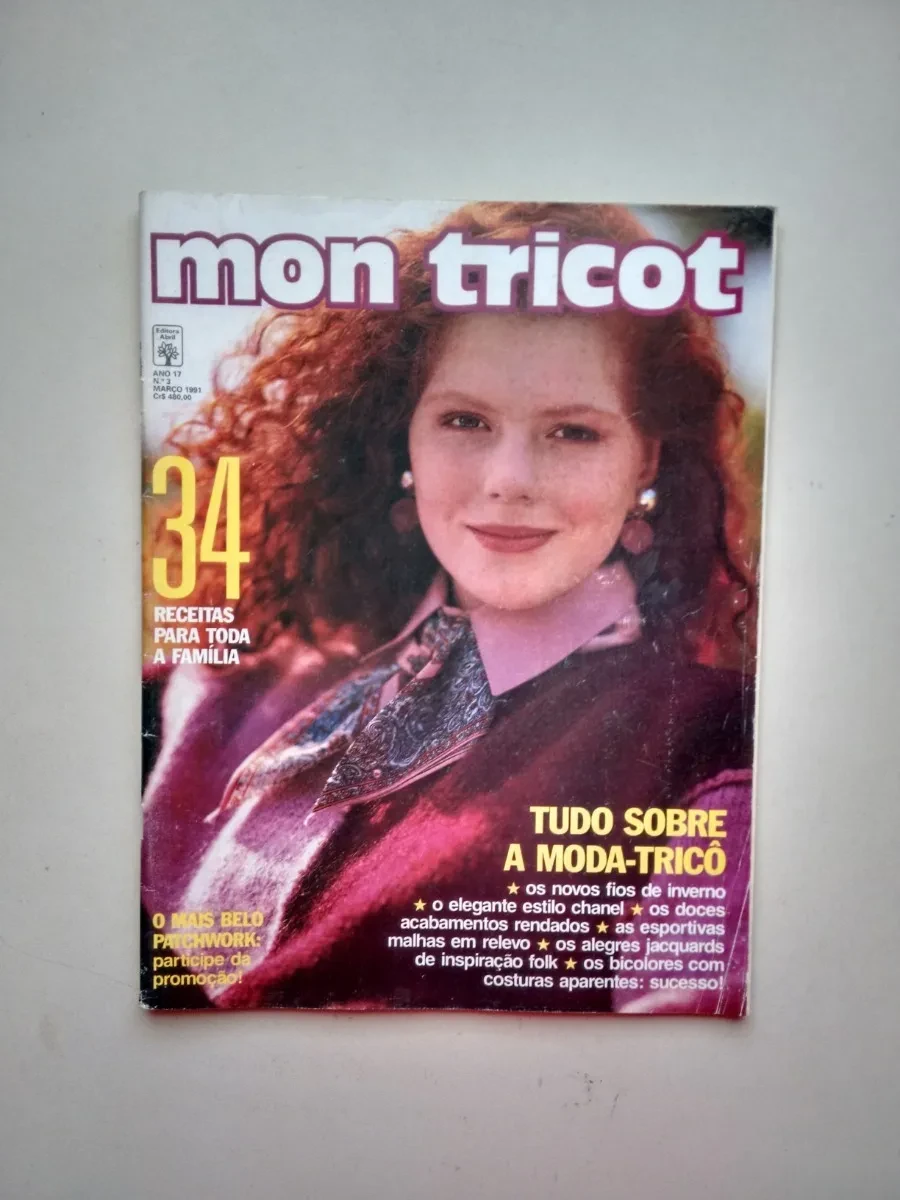 mon tricot
Editora
Abril
ANO 17
N.º 3
MARÇO 1991
Cr$ 480,00
34
RECEITAS
PARA TODA
A FAMÍLIA
TUDO SOBRE
A MODA-TRICÔ
★ os novos fios de inverno
★ o elegante estilo chanel ★ os doces
acabamentos rendados ★ as esportivas
malhas em relevo ★ os alegres jacquards
de inspiração folk ★ os bicolores com
costuras aparentes: sucesso!
O MAIS BELO
PATCHWORK:
participe da
promoção!